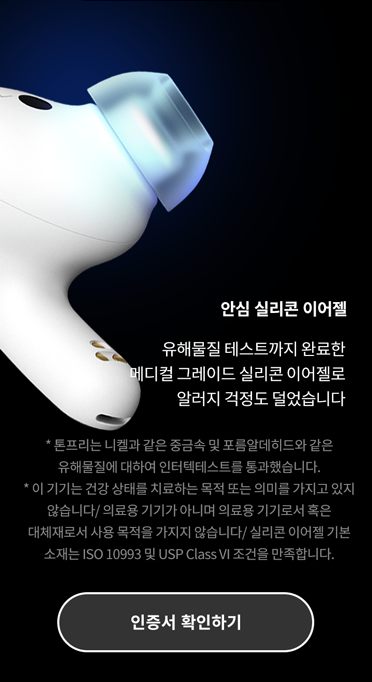 안심 실리콘 이어젤
유해물질 테스트까지 완료한
메디컬 그레이드 실리콘 이어젤로
알러지 걱정도 덜었습니다
* 톤프리는 니켈과 같은 중금속 및 포름알데히드와 같은
유해물질에 대하여 인터텍테스트를 통과했습니다.
* 이 기기는 건강 상태를 치료하는 목적 또는 의미를 가지고 있지
않습니다/ 의료용 기기가 아니며 의료용 기기로서 혹은
대체재로서 사용 목적을 가지지 않습니다/ 실리콘 이어젤 기본
소재는 ISO 10993 및 USP Class VI 조건을 만족합니다.
인증서 확인하기